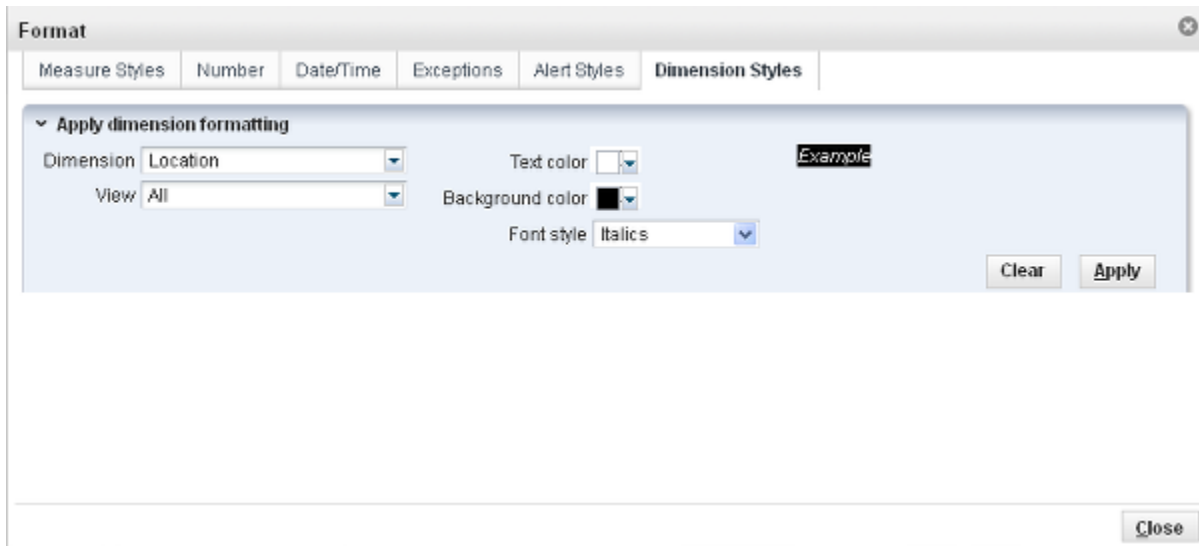 Format
Measure Styles Number Date/Time Exceptions Alert Styles Dimension Styles
Apply dimension formatting
Dimension Location Text color Example
View All Background color
Font style Italics
Clear Apply
Close